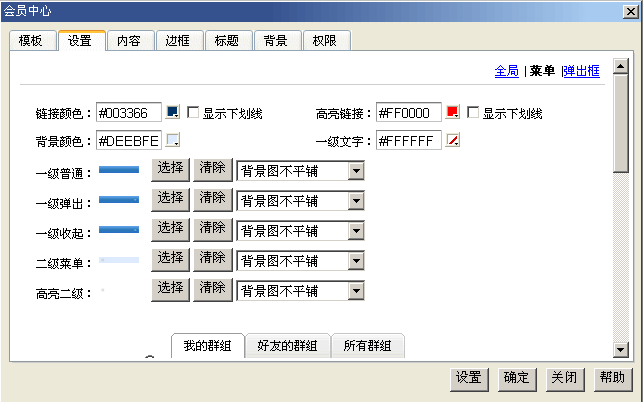 会员中心
模板 设置 内容 边框 标题 背景 权限
全局 | 菜单 |弹出框
链接颜色： #003366 显示下划线 高亮链接： #FF0000 显示下划线
背景颜色： #DEEBFE 一级文字： #FFFFFF
一级普通： 选择 清除 背景图不平铺
一级弹出： 选择 清除 背景图不平铺
一级收起： 选择 清除 背景图不平铺
二级菜单： 选择 清除 背景图不平铺
高亮二级： 选择 清除 背景图不平铺
我的群组 好友的群组 所有群组
设置 确定 关闭 帮助